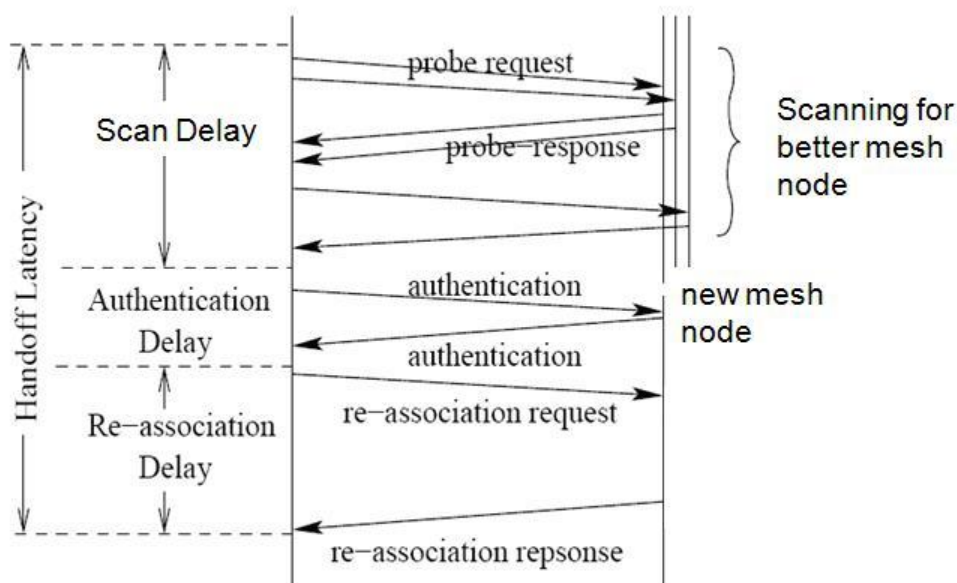 probe request
Scan Delay
probe-response
Scanning for
better mesh
node
Handoff Latency
Authentication
Delay
authentication
new mesh
node
authentication
Re-association
Delay
re-association request
re-association repsonse